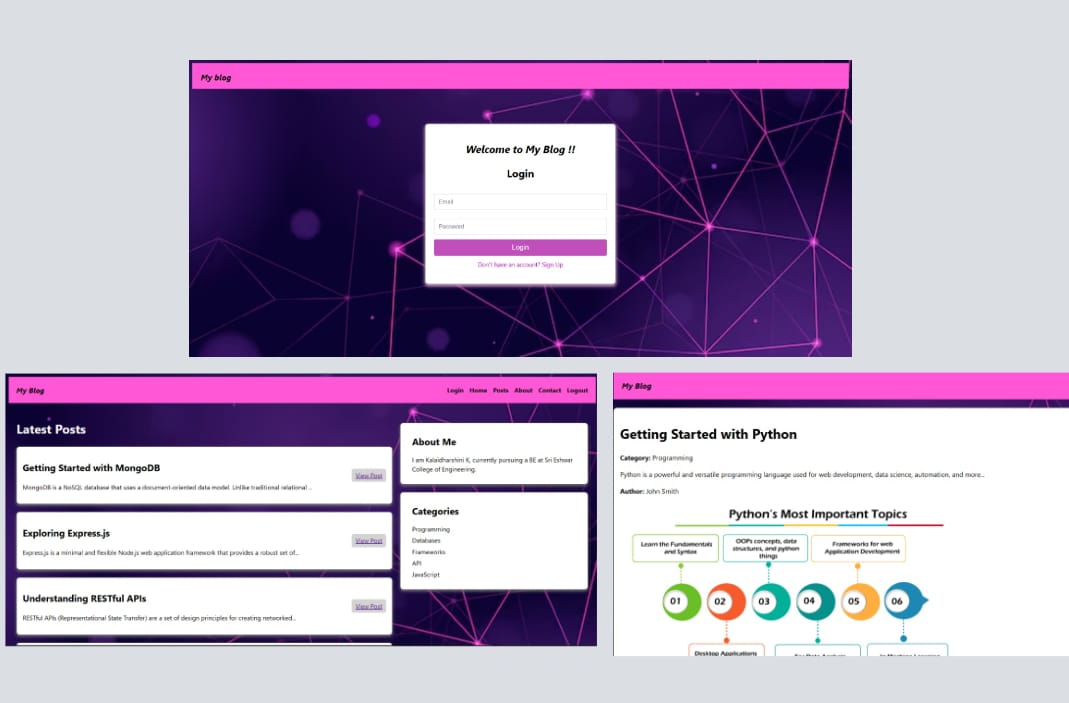 My blog
Welcome to My Blog !!
Login
Email
Password
Login
Don't have an account? Sign Up
My Blog
Login Home Posts About Contact Logout
Latest Posts
Getting Started with MongoDB
MongoDB is a NoSQL database that uses a document-oriented data model. Unlike traditional relational ...
View Post
Exploring Express.js
Express.js is a minimal and flexible Node.js web application framework that provides a robust set of...
View Post
Understanding RESTful APIs
RESTful APIs (Representational State Transfer) are a set of design principles for creating networked...
View Post
About Me
I am Kalaidharshini K, currently pursuing a BE at Sri Eshwar
College of Engineering.
Categories
Programming
Databases
Frameworks
API
JavaScript
My Blog
Getting Started with Python
Category: Programming
Python is a powerful and versatile programming language used for web development, data science, automation, and more...
Author: John Smith
Python's Most Important Topics
Learn the Fundamentals
and Syntax
OOPs concepts, data
structures, and python
things
Frameworks for web
Application Development
01 02 03 04 05 06
Desktop Applications